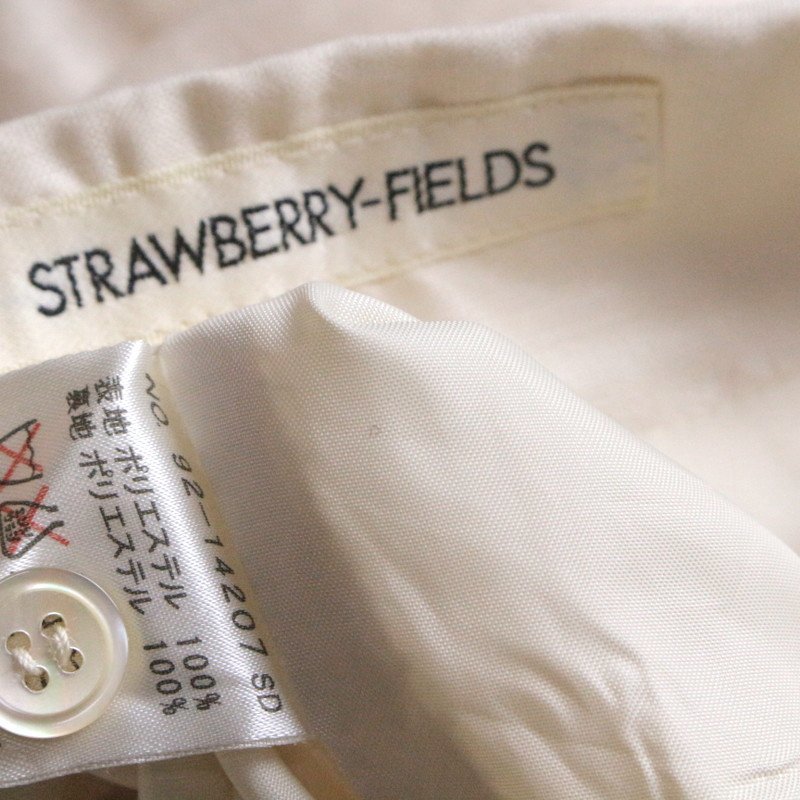 STRAWBERRY-FIELDS
NO 92-14207 SD
表地 ポリエステル 100%
裏地 ポリエステル 100%